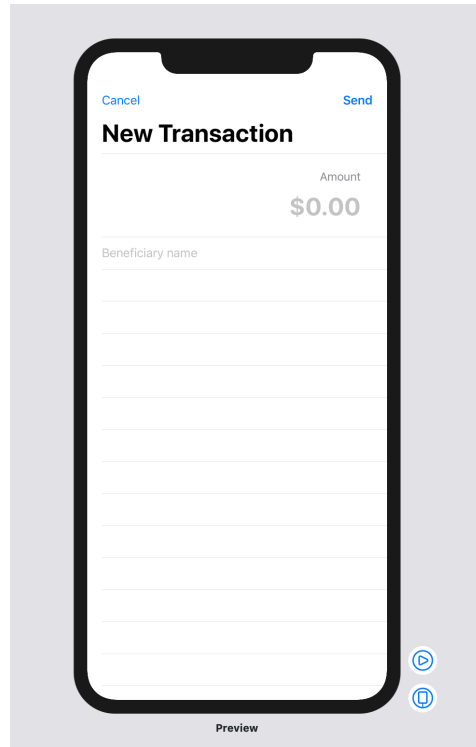 Cancel Send
New Transaction
Amount
$0.00
Beneficiary name
Preview